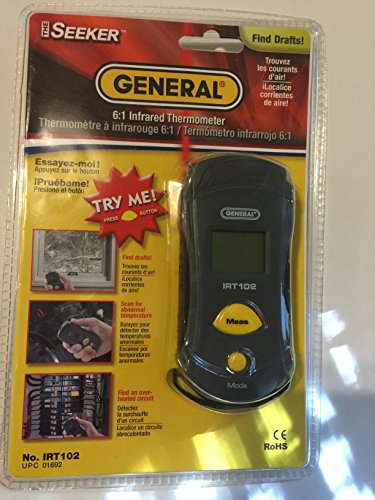 THE SEEKER™
Find Drafts!
Trouvez
les courants
d'air!
¡Localice
corrientes
de aire!
GENERAL®
6:1 Infrared Thermometer
Thermomètre à infrarouge 6:1 / Termómetro infrarrojo 6:1
Essayez-moi!
Appuyez sur le bouton
¡Pruébame!
Presione el botón
TRY ME!
PRESS BUTTON
GENERAL®
IRT102
Meas
Mode
Find drafts!
Trouvez les
courants d'air!
¡Localice
corrientes
de aire!
Scan for
abnormal
temperature
Balayez pour
détecter des
températures
anormales
Escanee por
temperaturas
anormales
Find an over-
heated circuit
Détectez
la surchauffe
d'un circuit
Localice un circuito
sobrecalentado
No. IRT102
UPC 01692
CE
RoHS